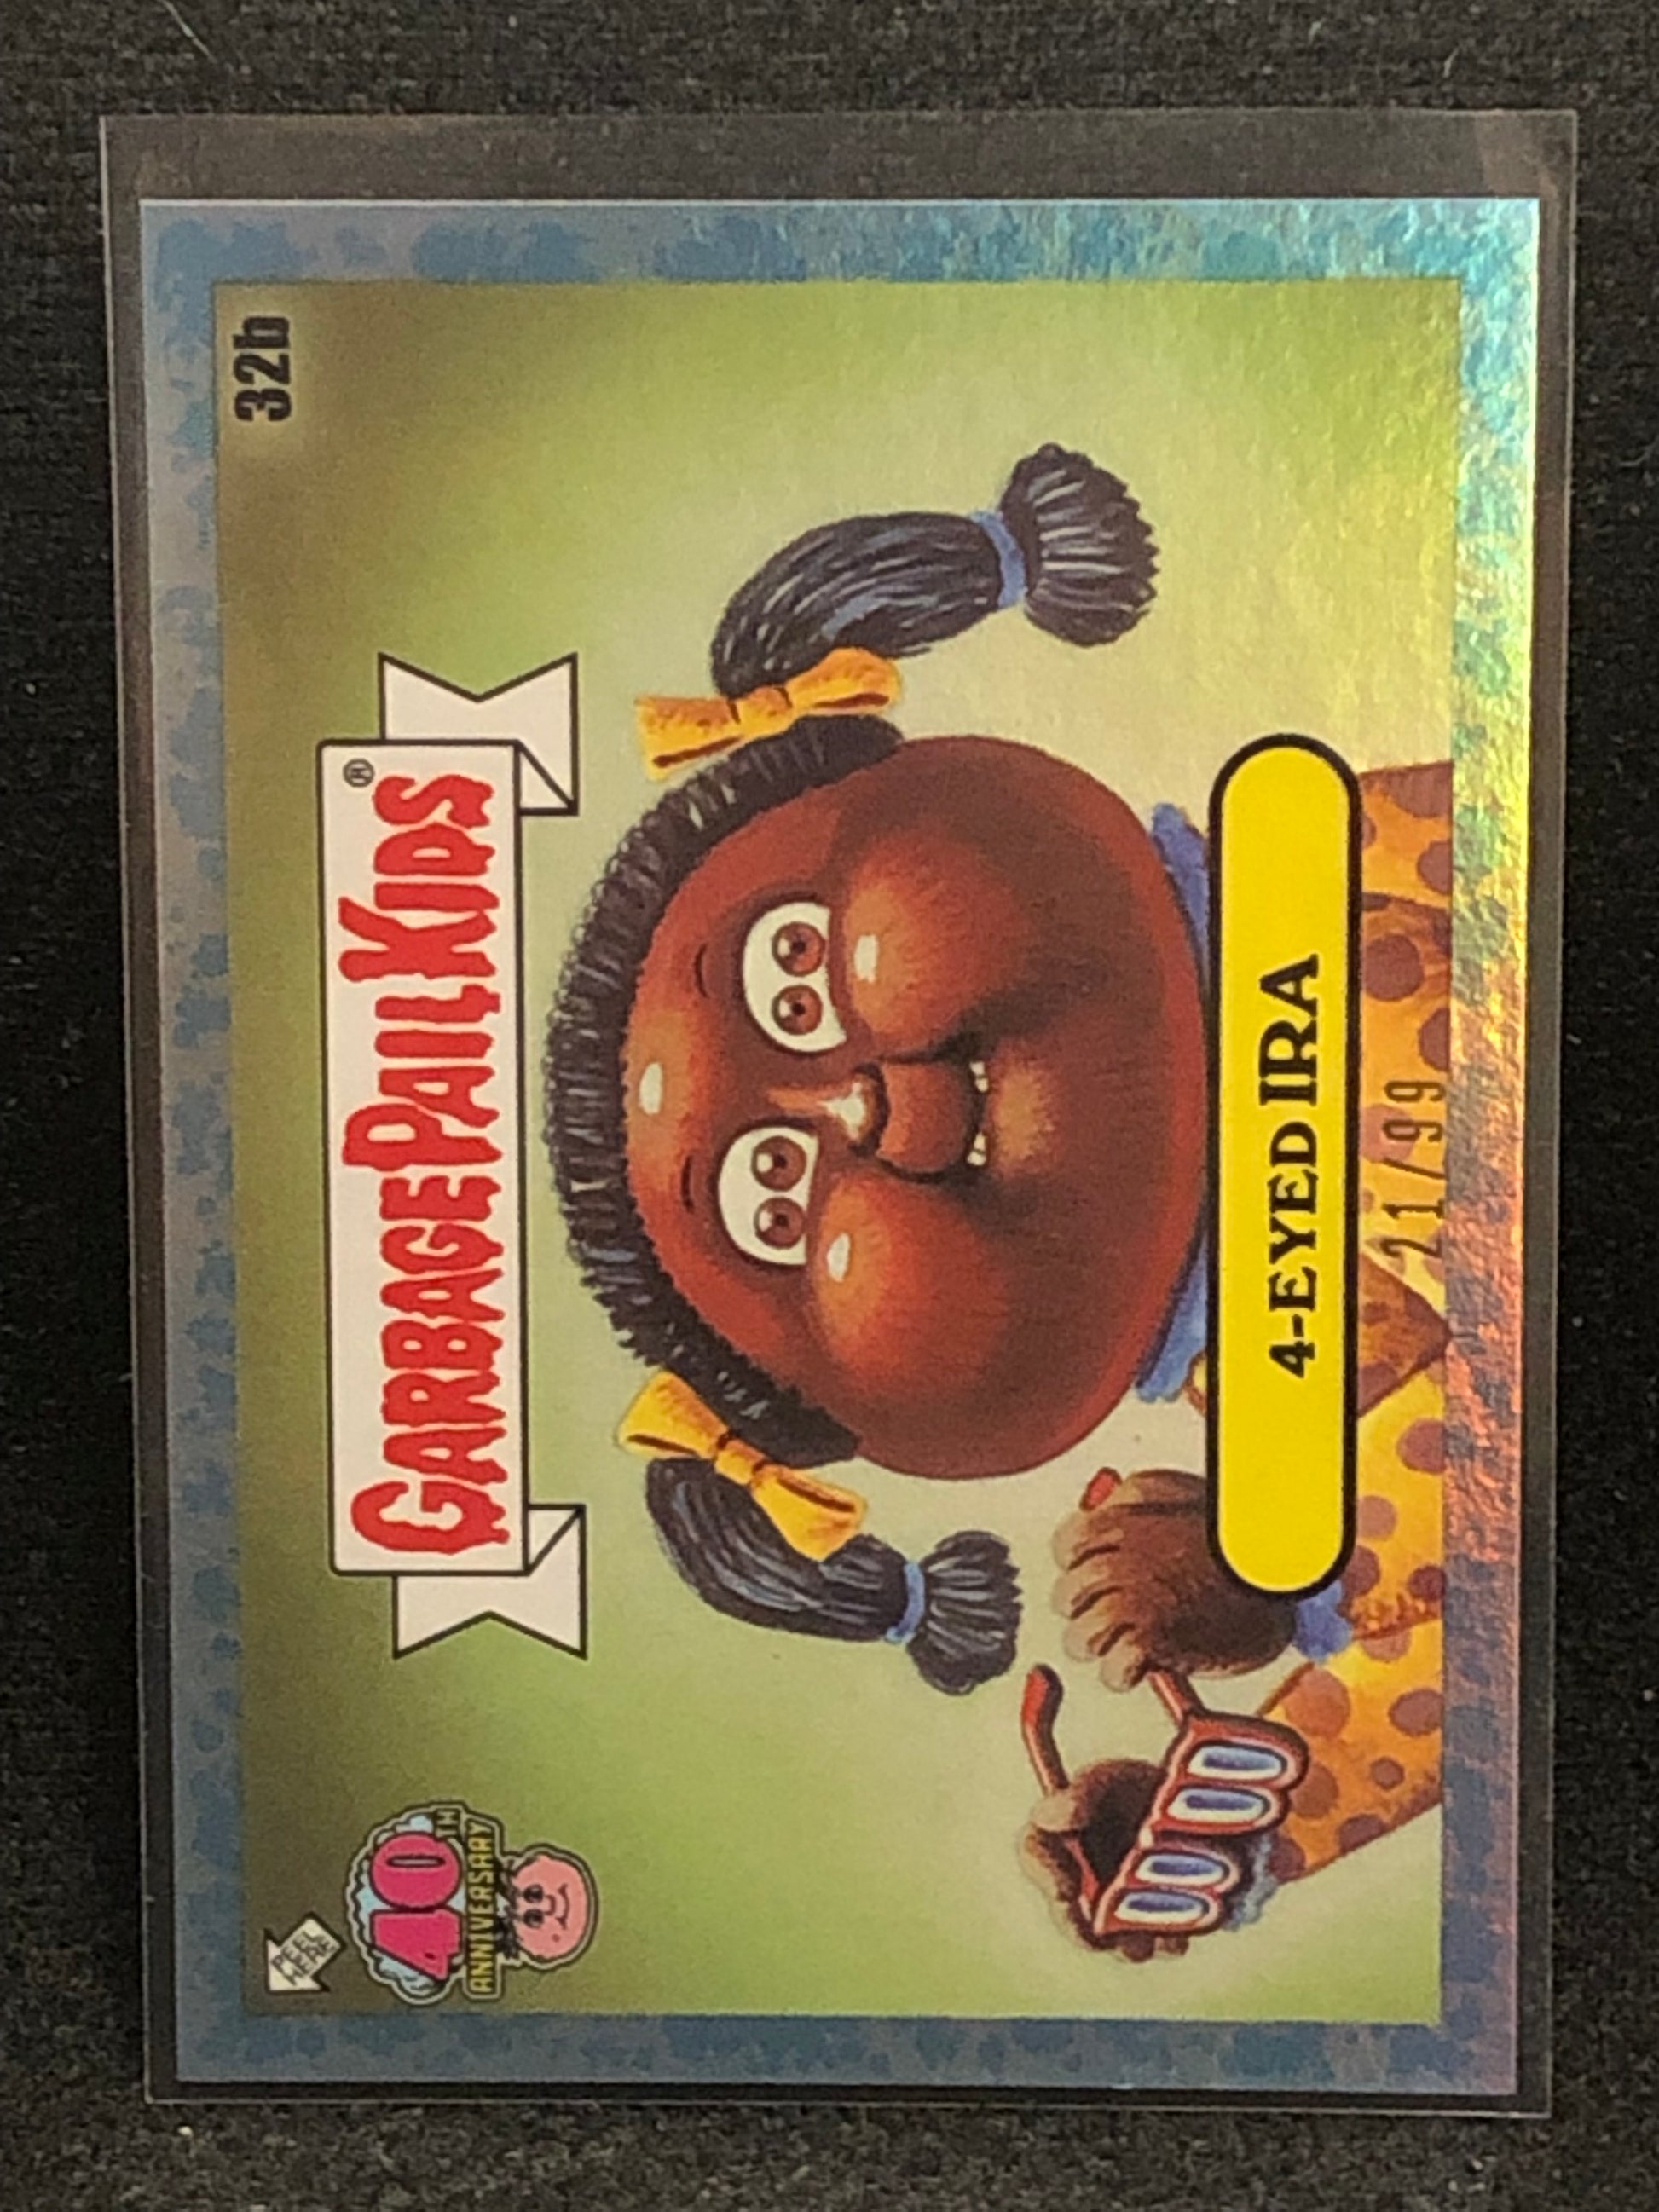 PEEL
HERE
32b
40TH
ANNIVERSARY
GARBAGE PAIL KIDS®
4-EYED IRA
21/99